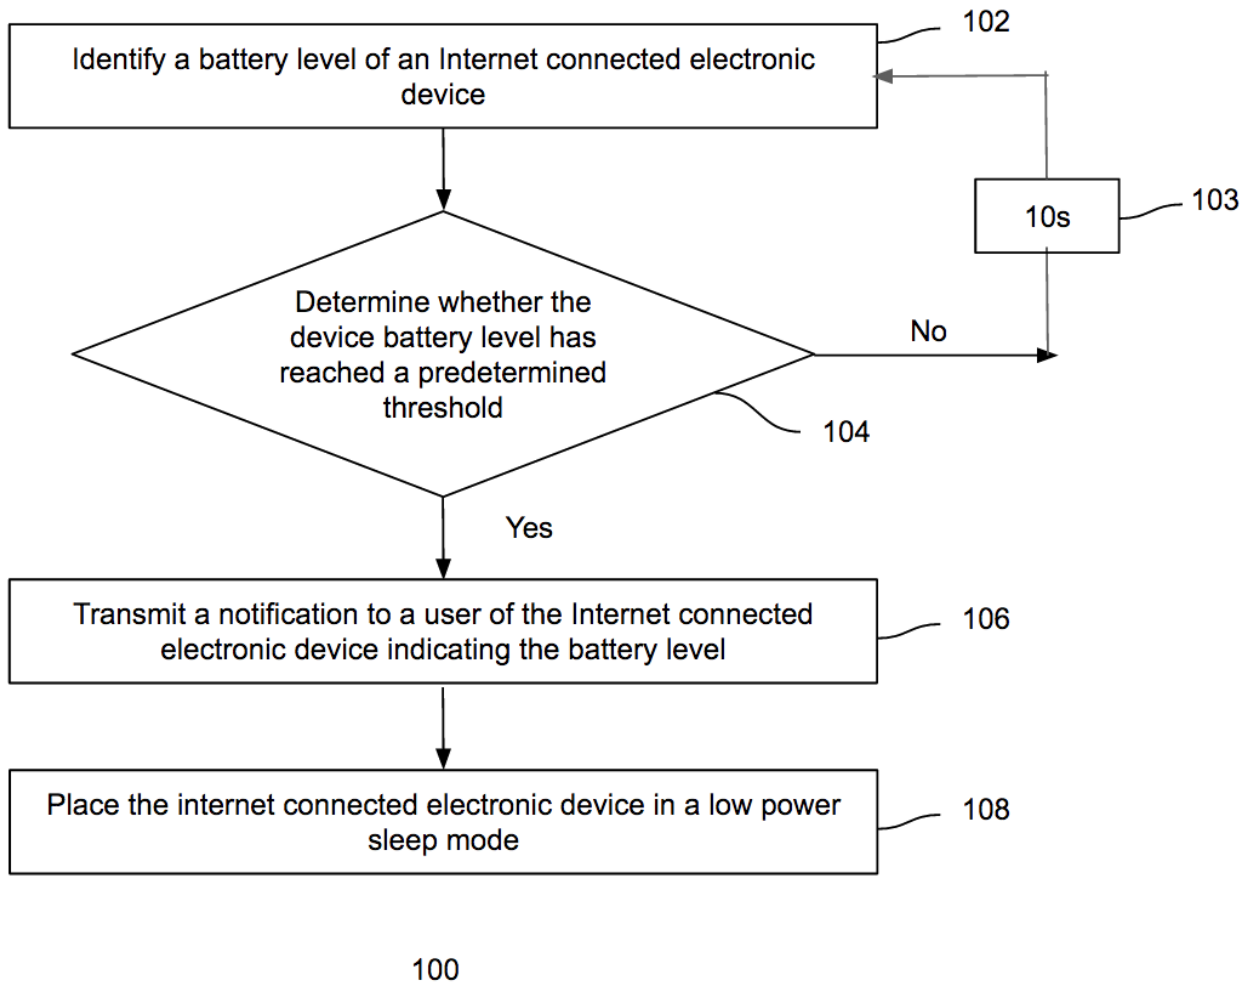 102
Identify a battery level of an Internet connected electronic
device
10s
103
Determine whether the
device battery level has
reached a predetermined
threshold
No
104
Yes
Transmit a notification to a user of the Internet connected
electronic device indicating the battery level
106
Place the internet connected electronic device in a low power
sleep mode
108
100